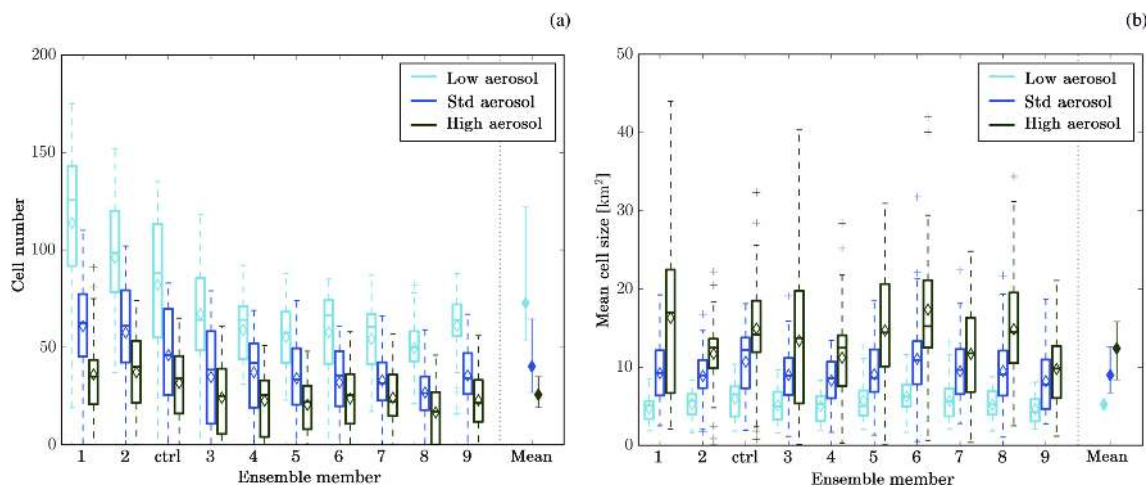 (a)
200
150
100
50
0
Cell number
Low aerosol
Std aerosol
High aerosol
1 2 ctrl 3 4 5 6 7 8 9 Mean
Ensemble member
(b)
50
40
30
20
10
0
Mean cell size [km²]
Low aerosol
Std aerosol
High aerosol
1 2 ctrl 3 4 5 6 7 8 9 Mean
Ensemble member